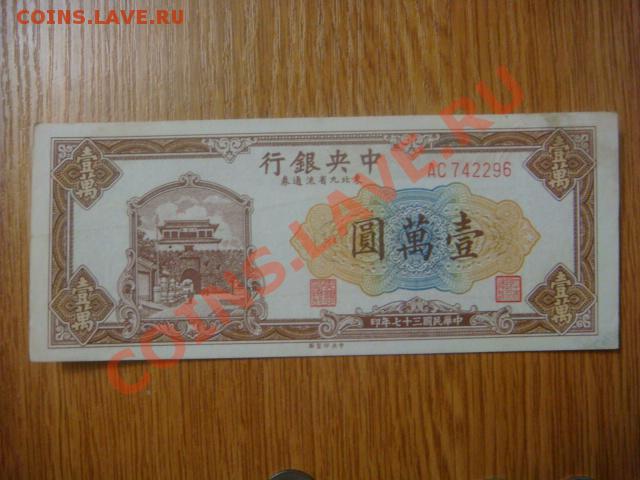 COINS.LAVE.RU
行銀央中
券通流省九北東
AC 742296
圓萬壹
壹萬
壹萬
壹萬
壹萬
印年七十三國民華中
COINS.LAVE.RU